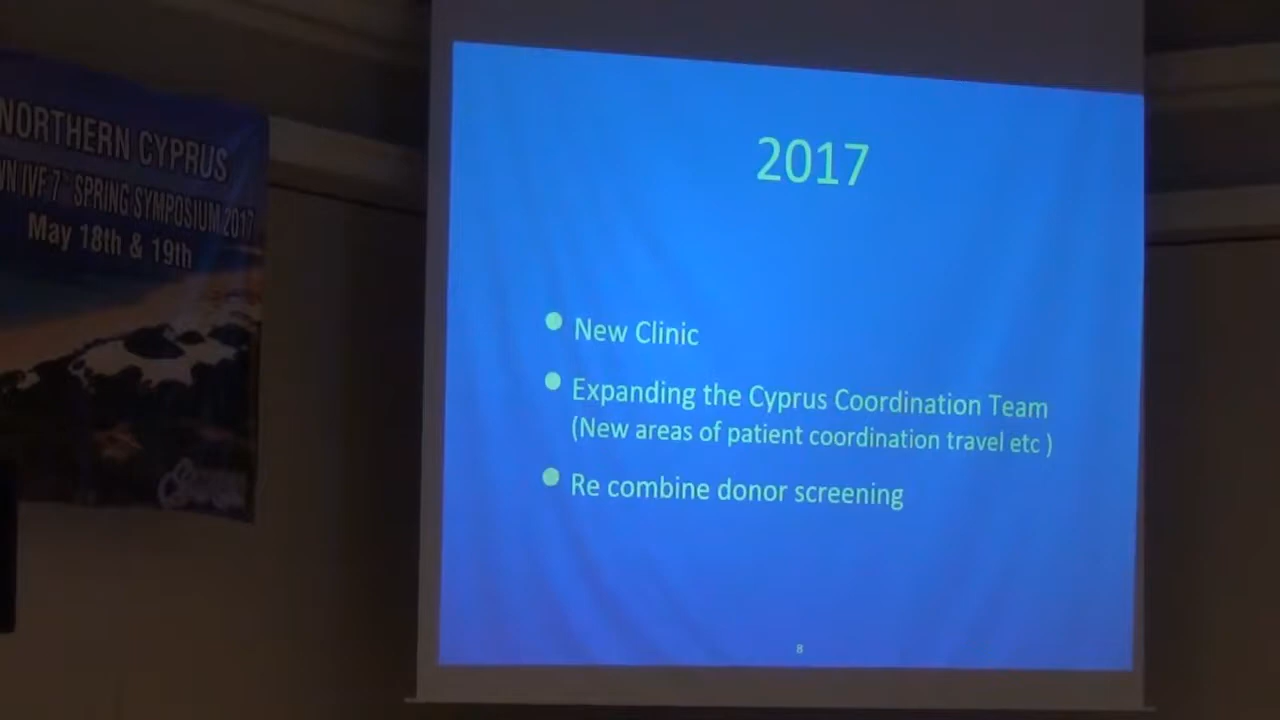 NORTHERN CYPRUS
IVF 7th SPRING SYMPOSIUM 2017
May 18th & 19th
2017
New Clinic
Expanding the Cyprus Coordination Team
(New areas of patient coordination travel etc )
Re combine donor screening
8